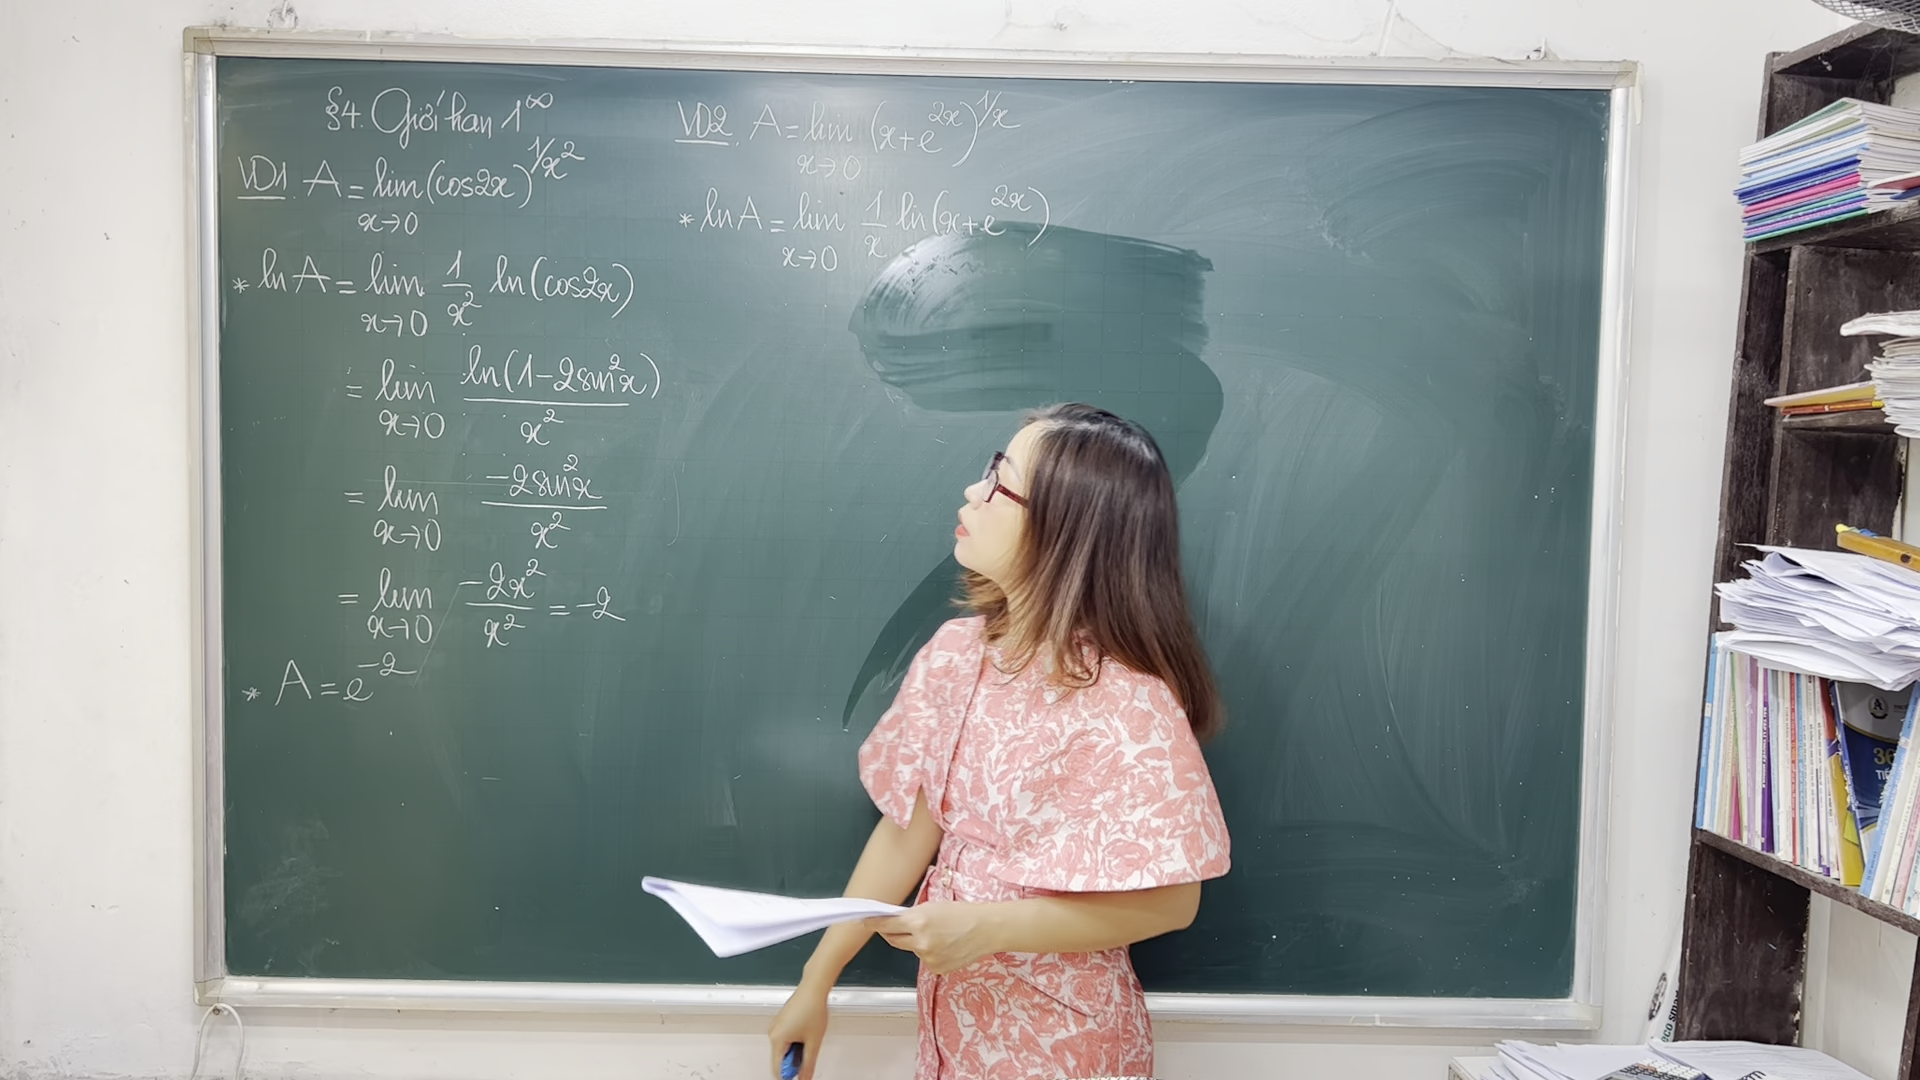 §4. Giới hạn 1^∞
VD1. A = lim (cos2x)^1/x²
x→0
* ln A = lim 1/x² ln(cos2x)
x→0
= lim ln(1-2sin²x)/x²
x→0
= lim -2sin²x/x²
x→0
= lim -2x²/x² = -2
x→0
* A = e^-2
VD2. A = lim (x+e^2x)^1/x
x→0
* ln A = lim 1/x ln(x+e^2x)
x→0